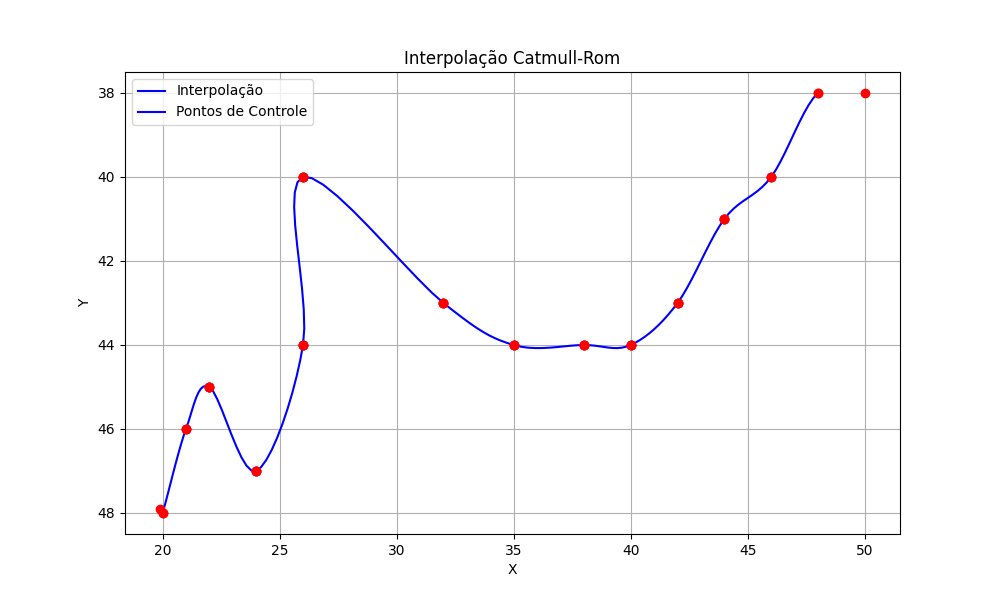 Interpolação Catmull-Rom
Interpolação
Pontos de Controle
38
40
42
44
46
48
Y
20 25 30 35 40 45 50
X